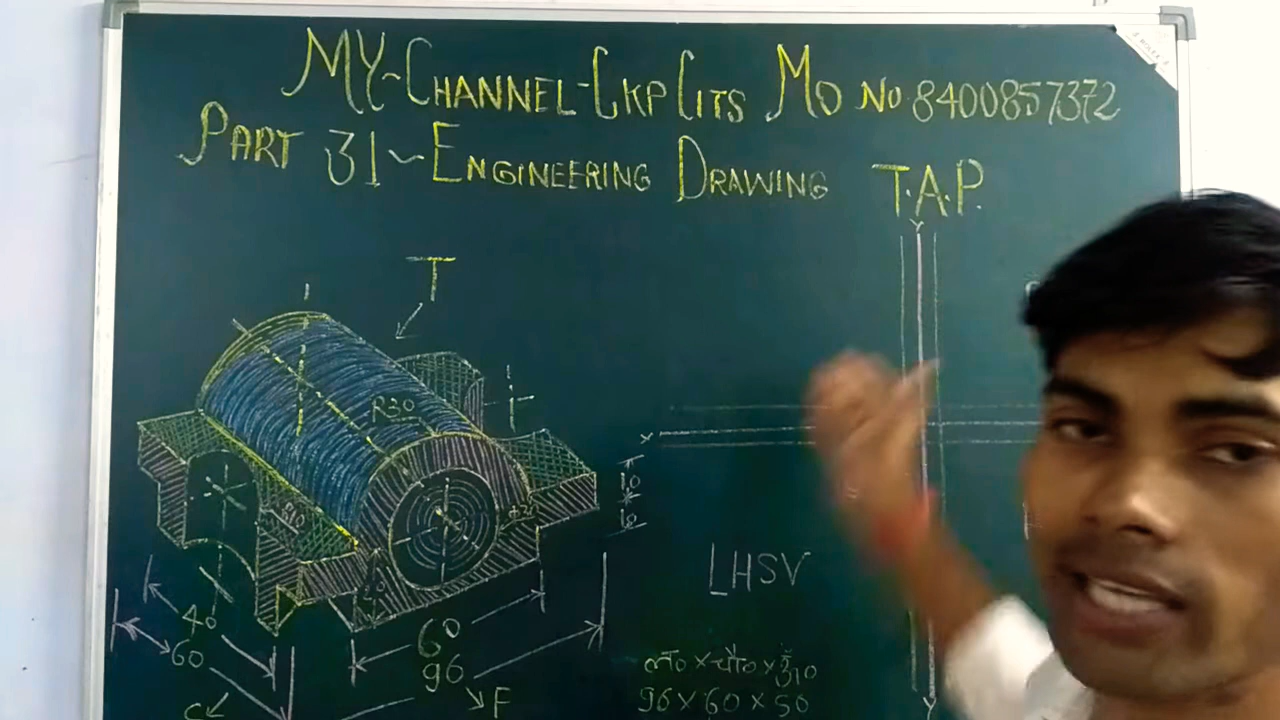 MY~CHANNEL-CKP CITS MO NO 8400857372
PART 31~ENGINEERING DRAWING T.A.P.
T
Y
R30
X
10
LHSV
40
60
60
96
F
S
96 X 60 X 50
Y